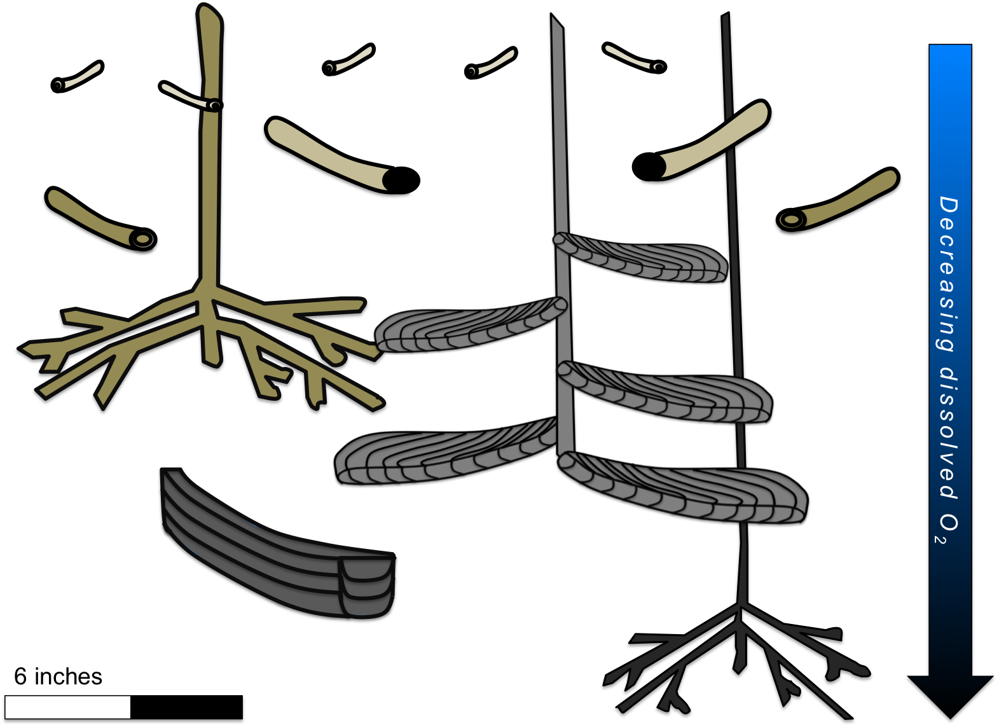 Decreasing dissolved O₂
6 inches